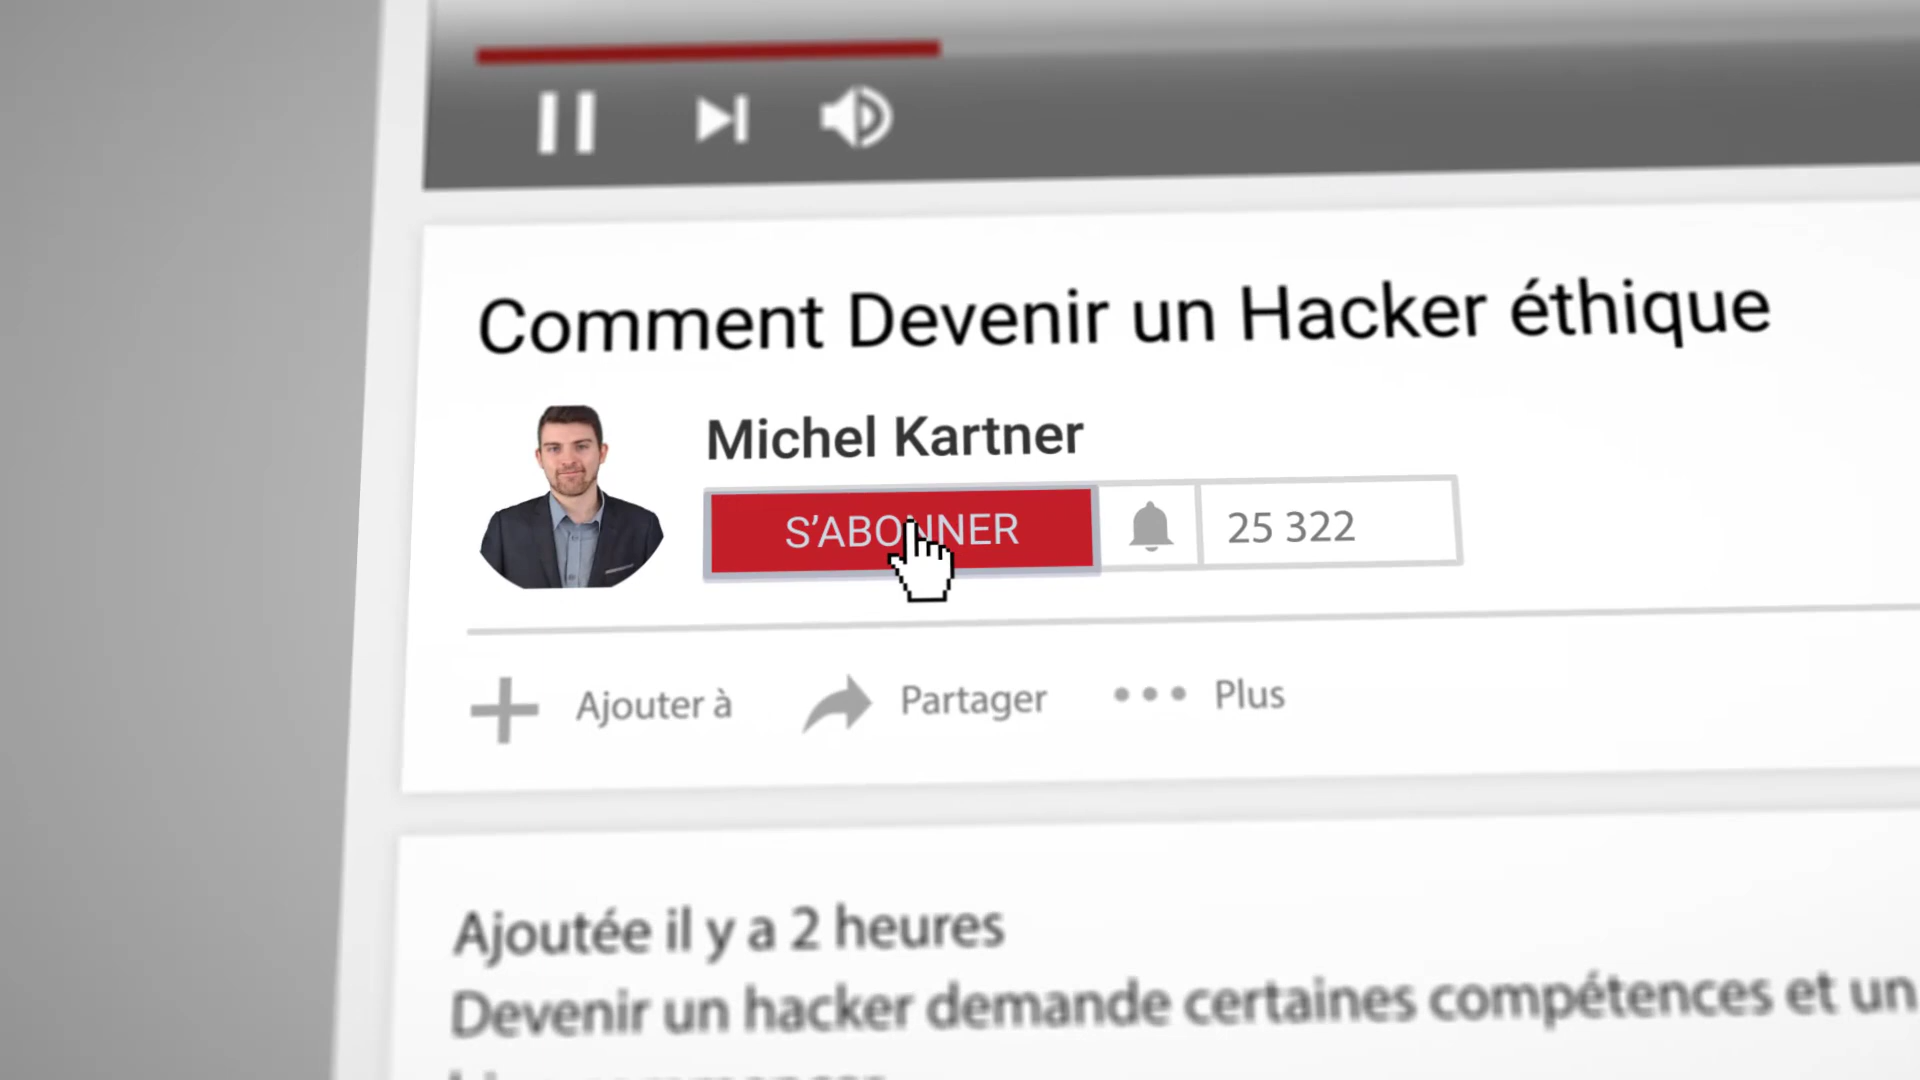 Comment Devenir un Hacker éthique
Michel Kartner
S'ABONNER
25 322
Ajouter à
Partager
Plus
Ajoutée il y a 2 heures
Devenir un hacker demande certaines compétences et un